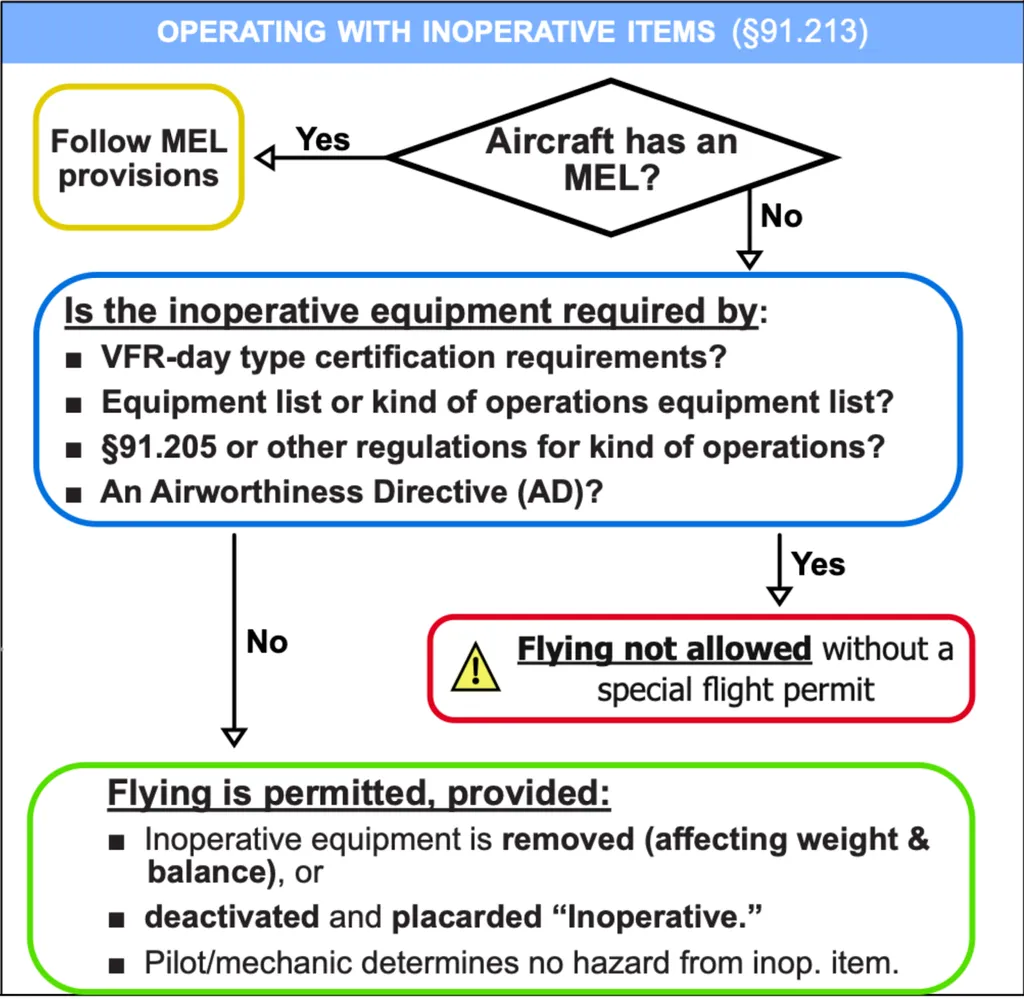 OPERATING WITH INOPERATIVE ITEMS (§91.213)
Follow MEL
provisions
Yes
Aircraft has an
MEL?
No
Is the inoperative equipment required by:
■ VFR-day type certification requirements?
■ Equipment list or kind of operations equipment list?
■ §91.205 or other regulations for kind of operations?
■ An Airworthiness Directive (AD)?
Yes
No
Flying not allowed without a
special flight permit
Flying is permitted, provided:
■ Inoperative equipment is removed (affecting weight &
balance), or
■ deactivated and placarded “Inoperative.”
■ Pilot/mechanic determines no hazard from inop. item.